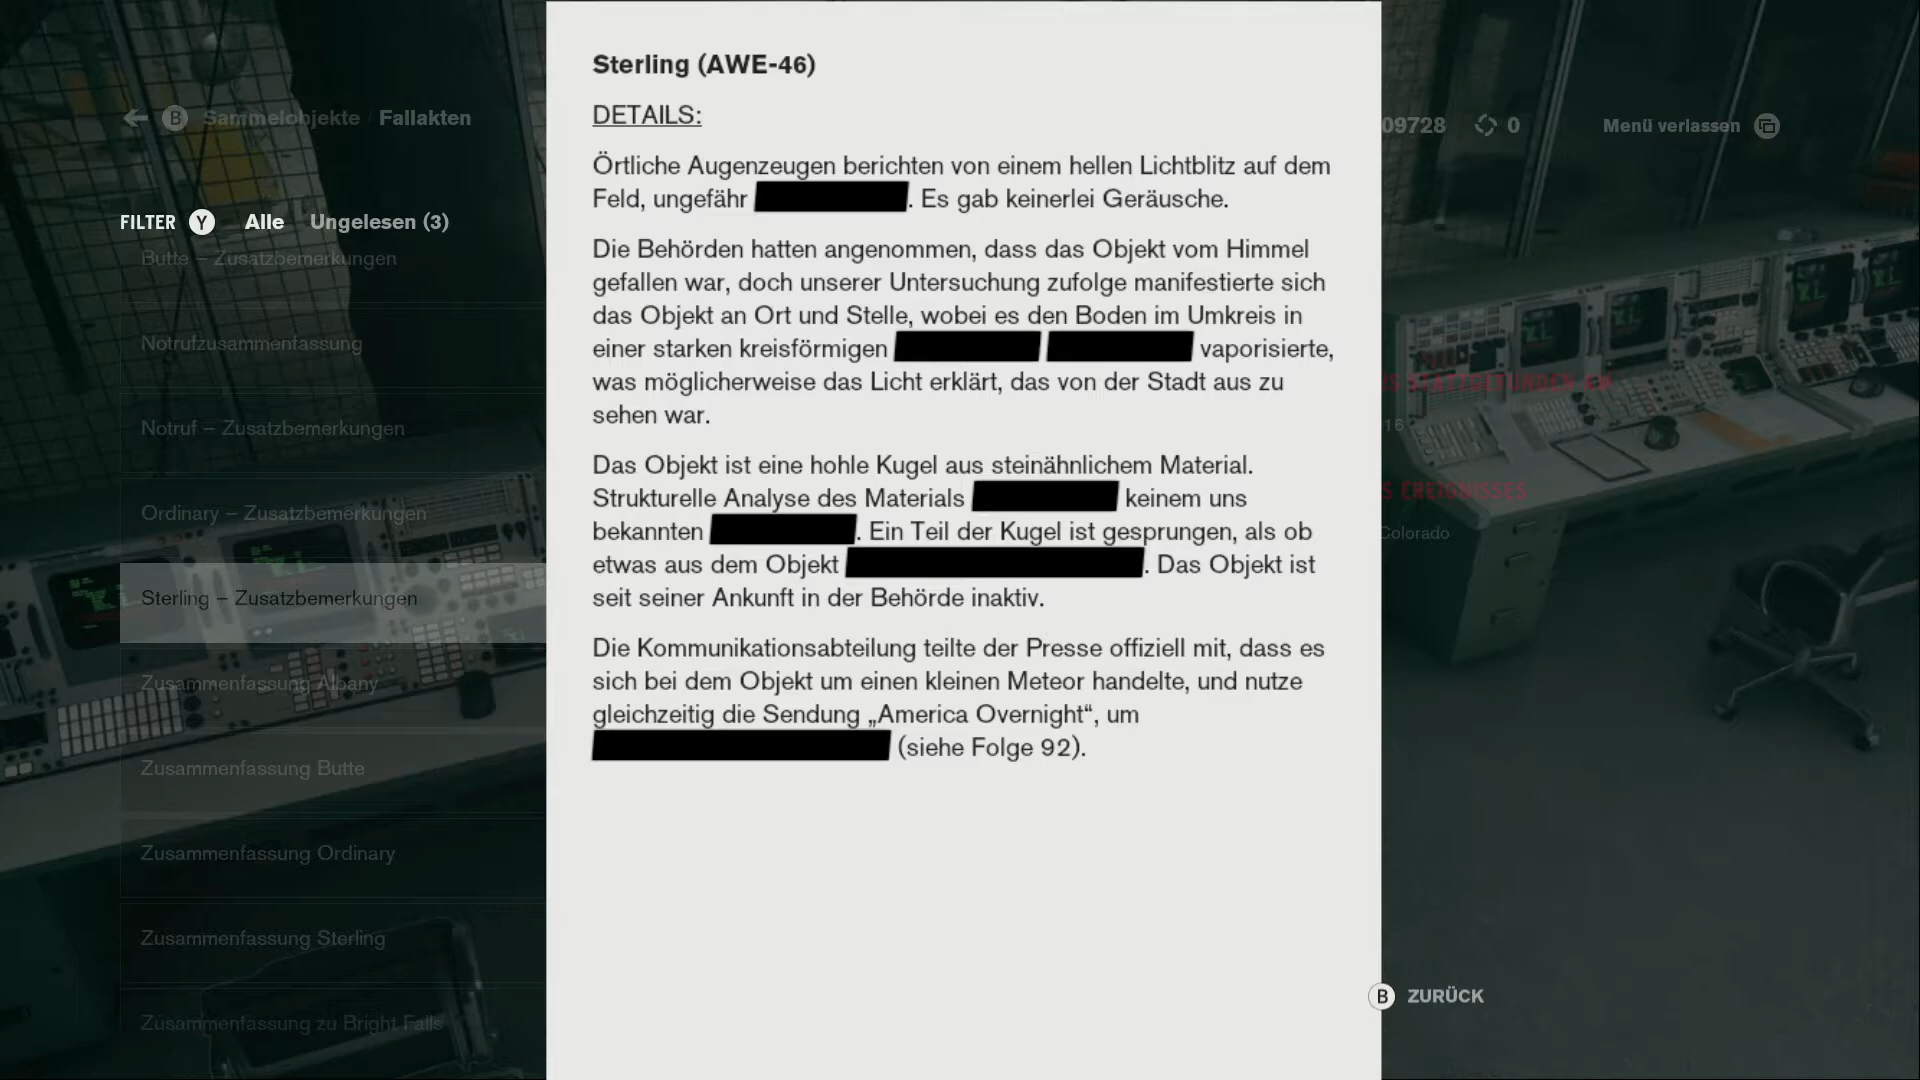 Sterling (AWE-46)
DETAILS:
Örtliche Augenzeugen berichten von einem hellen Lichtblitz auf dem
Feld, ungefähr . Es gab keinerlei Geräusche.
Die Behörden hatten angenommen, dass das Objekt vom Himmel
gefallen war, doch unserer Untersuchung zufolge manifestierte sich
das Objekt an Ort und Stelle, wobei es den Boden im Umkreis in
einer starken kreisförmigen vaporisierte,
was möglicherweise das Licht erklärt, das von der Stadt aus zu
sehen war.
Das Objekt ist eine hohle Kugel aus steinähnlichem Material.
Strukturelle Analyse des Materials keinem uns
bekannten . Ein Teil der Kugel ist gesprungen, als ob
etwas aus dem Objekt . Das Objekt ist
seit seiner Ankunft in der Behörde inaktiv.
Die Kommunikationsabteilung teilte der Presse offiziell mit, dass es
sich bei dem Objekt um einen kleinen Meteor handelte, und nutze
gleichzeitig die Sendung „America Overnight“, um
(siehe Folge 92).
B Sammelobjekte / Fallakten
FILTER Y Alle Ungelesen (3)
Butte – Zusatzbemerkungen
Notrufzusammenfassung
Notruf – Zusatzbemerkungen
Ordinary – Zusatzbemerkungen
Sterling – Zusatzbemerkungen
Zusammenfassung Albany
Zusammenfassung Butte
Zusammenfassung Ordinary
Zusammenfassung Sterling
Zusammenfassung zu Bright Falls
09728 0 Menü verlassen
S STATTGEFUNDEN AM
16
S EREIGNISSES
Colorado
B ZURÜCK